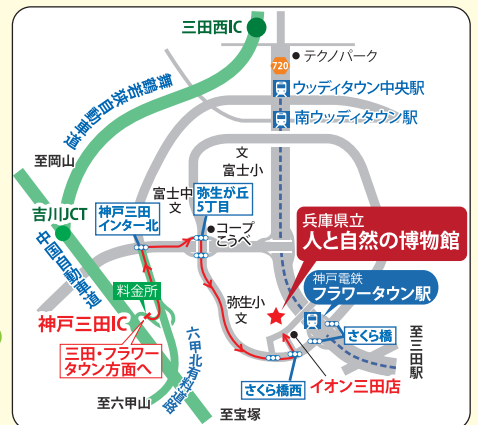 三田西IC
テクノパーク
720
ウッディタウン中央駅
南ウッディタウン駅
舞鶴若狭自動車道
至岡山
文
富士小
富士中
文
弥生が丘
5丁目
吉川JCT
神戸三田
インター北
コープ
こうべ
兵庫県立
人と自然の博物館
中国自動車道
料金所
神戸電鉄
フラワータウン駅
弥生小
文
神戸三田IC
さくら橋
至三田駅
三田・フラワー
タウン方面へ
六甲北有料道路
さくら橋西
イオン三田店
至六甲山
至宝塚